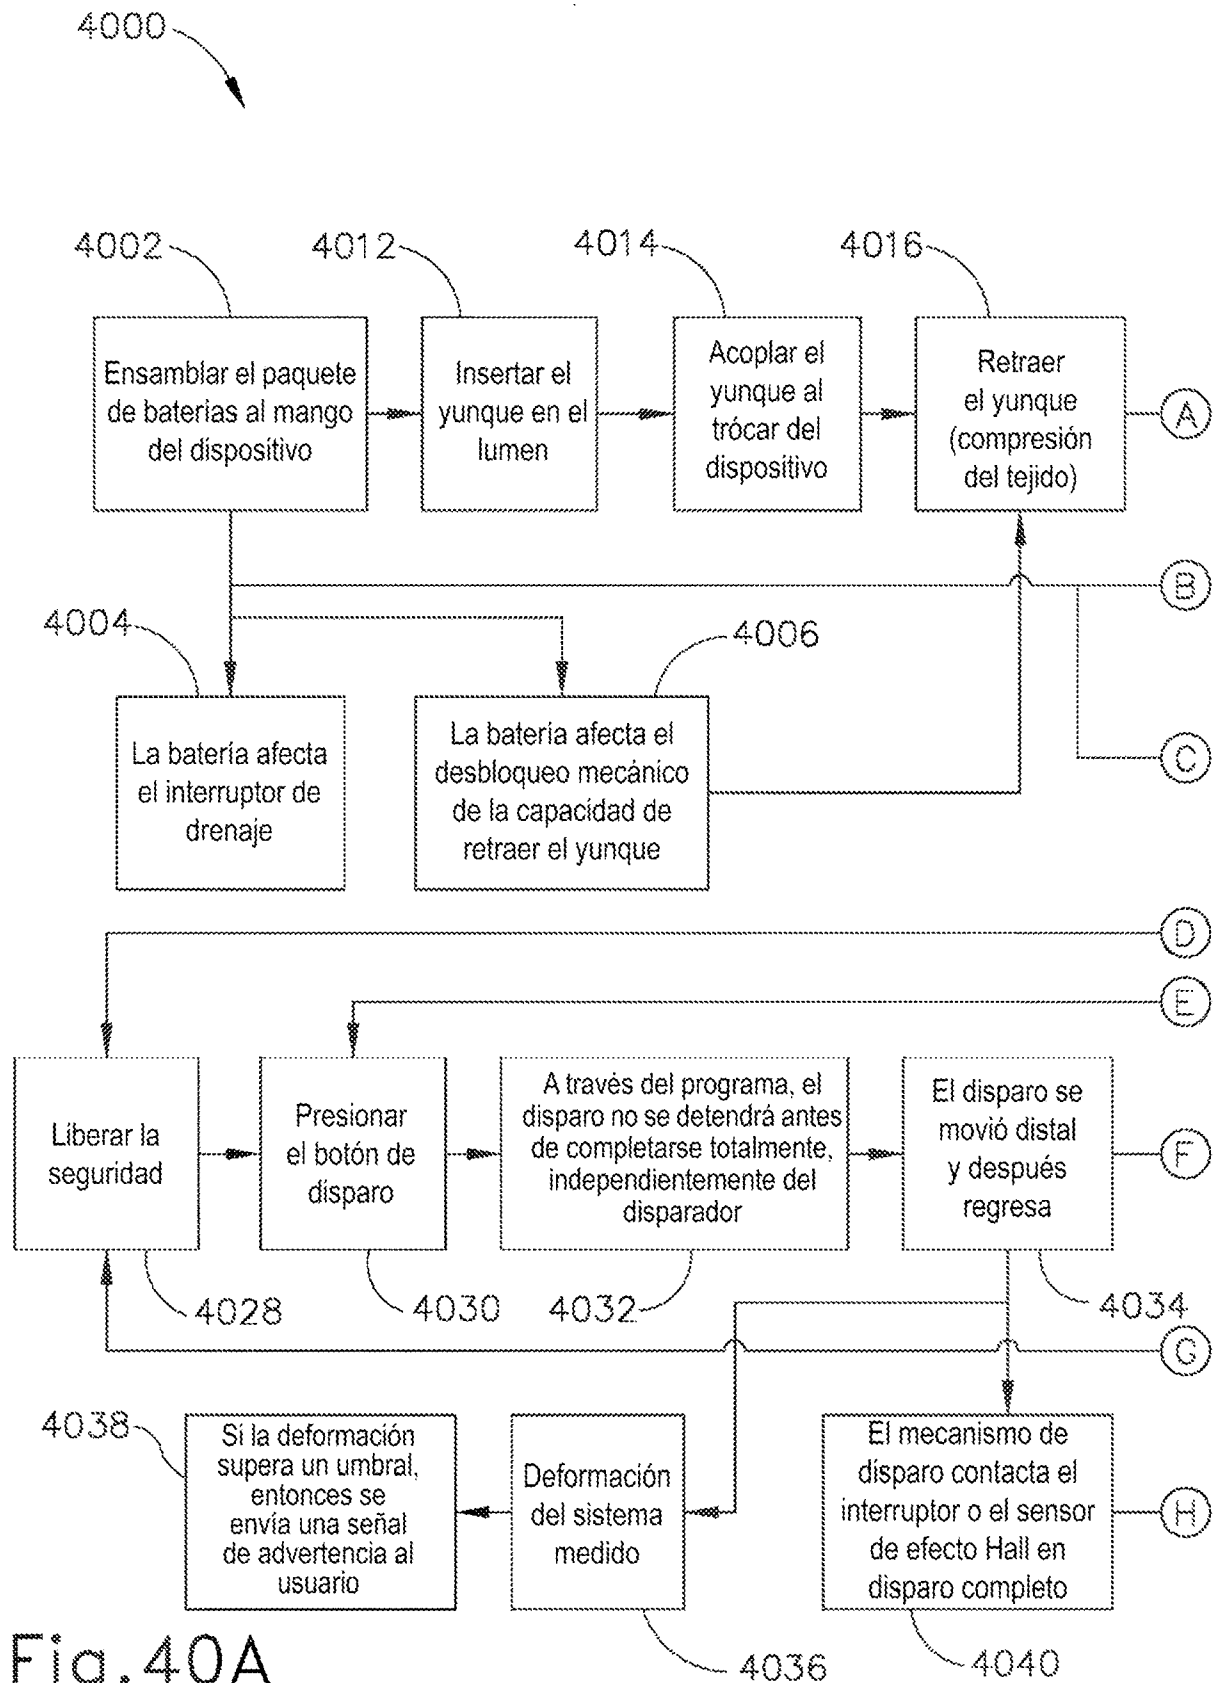 4000
4002
4012
4014
4016
Ensamblar el paquete
de baterías al mango
del dispositivo
Insertar el
yunque en el
lumen
Acoplar el
yunque al
trócar del
dispositivo
Retraer
el yunque
(compresión
del tejido)
A
B
4004
4006
La batería afecta
el interruptor de
drenaje
La batería afecta el
desbloqueo mecánico
de la capacidad de
retraer el yunque
C
D
E
Liberar la
seguridad
Presionar
el botón de
disparo
A través del programa, el
disparo no se detendrá antes
de completarse totalmente,
independientemente del
disparador
El disparo se
movió distal
y después
regresa
F
4028
4030
4032
4034
G
4038
Si la deformación
supera un umbral,
entonces se
envía una señal
de advertencia al
usuario
Deformación
del sistema
medido
El mecanismo de
disparo contacta el
interruptor o el sensor
de efecto Hall en
disparo completo
H
4036
4040
Fig.40A